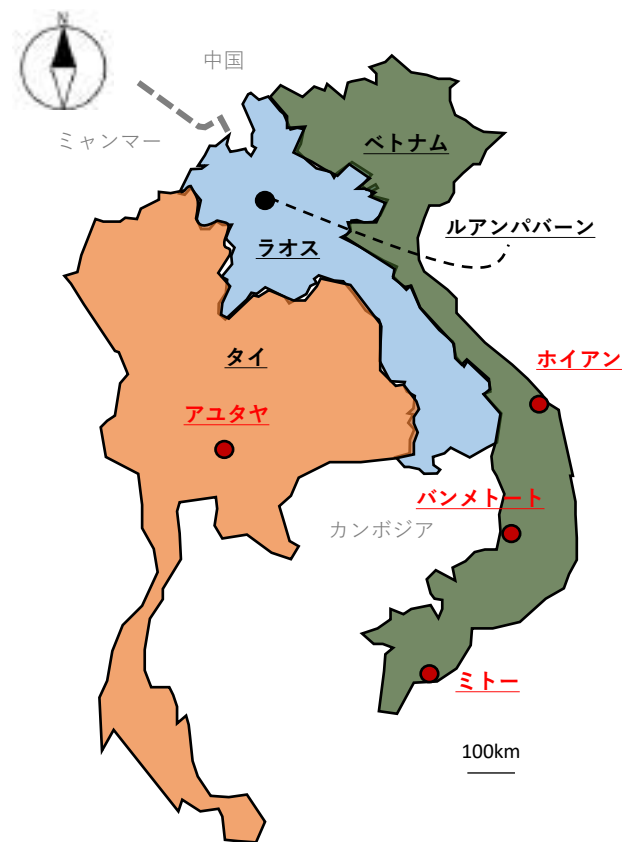 N
中国
ミャンマー
ベトナム
ルアンパバーン
ラオス
タイ
ホイアン
アユタヤ
バンメトート
カンボジア
ミトー
100km